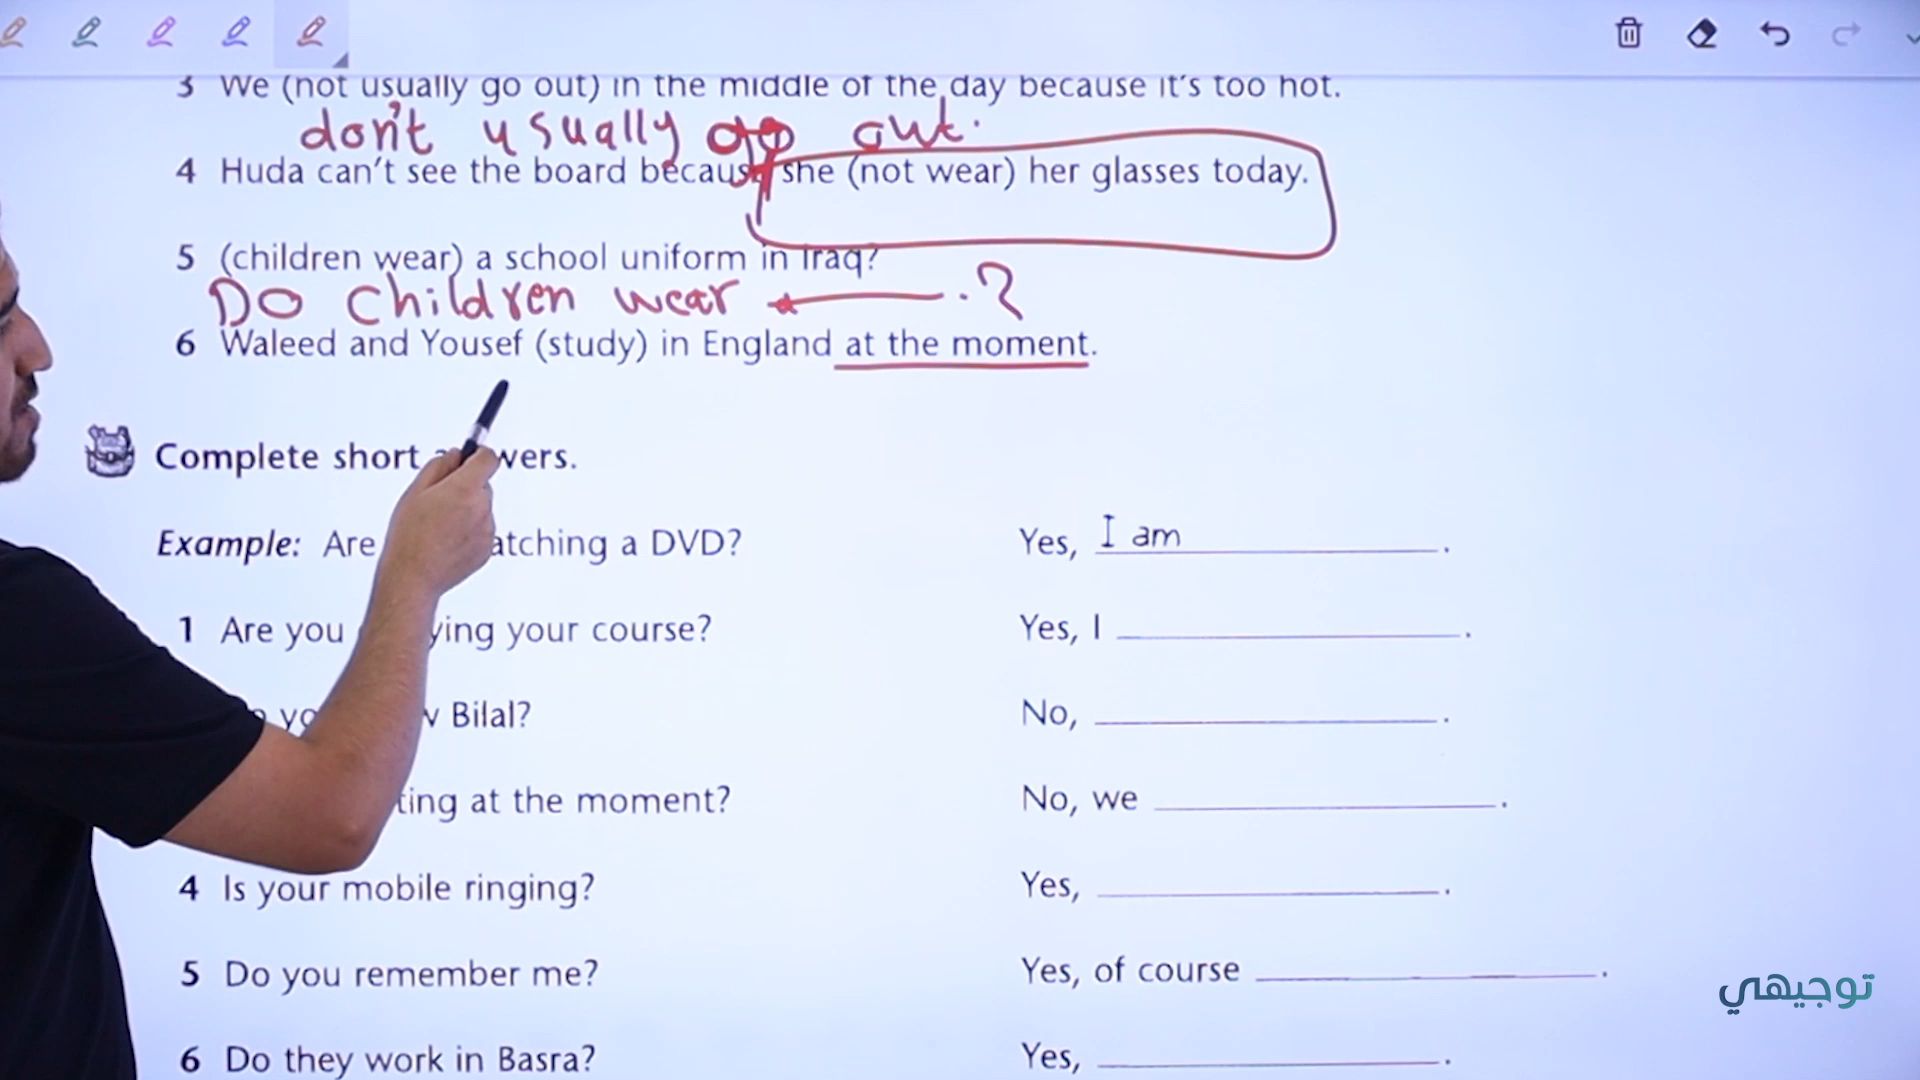 3 We (not usually go out) in the middle of the day because it's too hot.
don't usually go out.
4 Huda can't see the board because she (not wear) her glasses today.
5 (children wear) a school uniform in Iraq?
Do children wear .?
6 Waleed and Yousef (study) in England at the moment.
Complete short
Example: Are atching a DVD? Yes, I am .
1 Are you ying your course? Yes, I .
Bilal? No, .
ting at the moment? No, we .
4 Is your mobile ringing? Yes, .
5 Do you remember me? Yes, of course .
6 Do they work in Basra? Yes, .
توجيهي